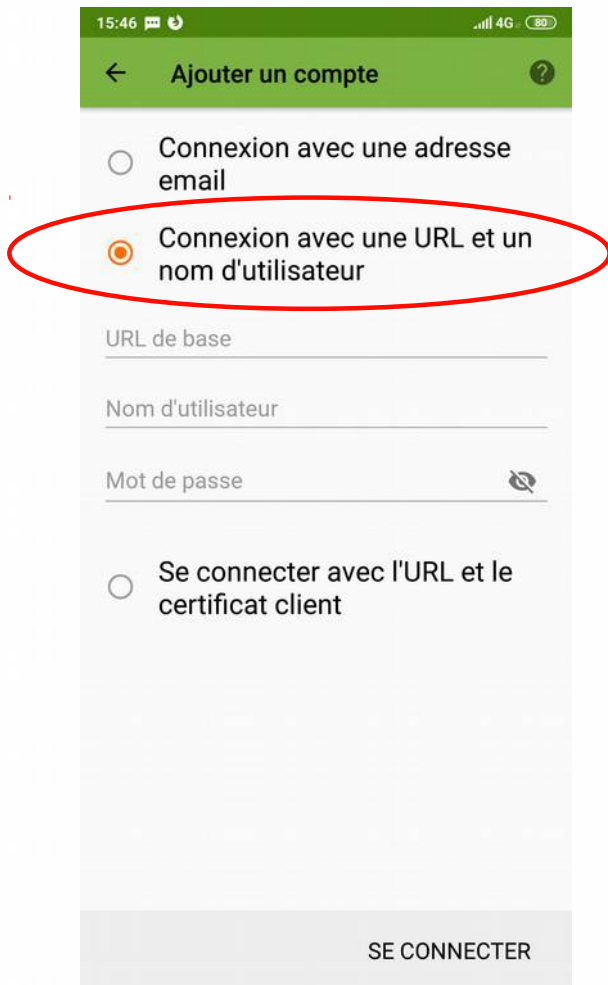 15:46 4G 80
Ajouter un compte
Connexion avec une adresse
email
Connexion avec une URL et un
nom d'utilisateur
URL de base
Nom d'utilisateur
Mot de passe
Se connecter avec l'URL et le
certificat client
SE CONNECTER